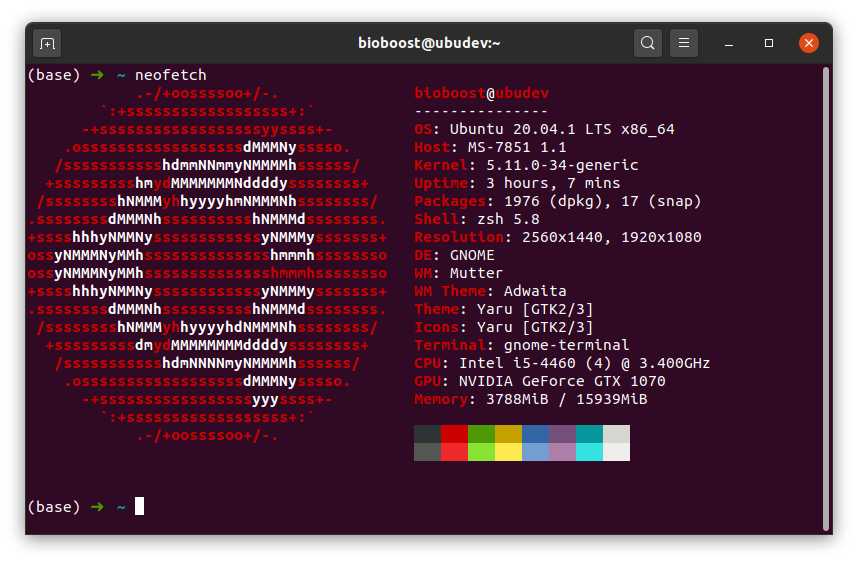 bioboost@ubudev:~
(base) ➜ ~ neofetch
.-/+oossssoo+/-.
`:+ssssssssssssssssss+:`
-+ssssssssssssssssssyyssss+-
.ossssssssssssssssssdMMMNysssso.
/ssssssssssshdmmNNmmyNMMMMhssssss/
+ssssssssshmydMMMMMMMNddddyssssssss+
/sssssssshNMMMyhhyyyyhmNMMMNhssssssss/
.ssssssssdMMMNhsssssssssshNMMMdssssssss.
+sssshhhyNMMNyssssssssssssyNMMMysssssss+
ossyNMMMNyMMhsssssssssssssshmmmhssssssso
ossyNMMMNyMMhsssssssssssssshmmmhssssssso
+sssshhhyNMMNyssssssssssssyNMMMysssssss+
.ssssssssdMMMNhsssssssssshNMMMdssssssss.
/sssssssshNMMMyhhyyyyhdNMMMNhssssssss/
+sssssssssdmydMMMMMMMMddddyssssssss+
/ssssssssssshdmNNNNmyNMMMMhssssss/
.ossssssssssssssssssdMMMNysssso.
-+sssssssssssssssssyyyssss+-
`:+ssssssssssssssssss+:`
.-/+oossssoo+/-.
bioboost@ubudev
---------------
OS: Ubuntu 20.04.1 LTS x86_64
Host: MS-7851 1.1
Kernel: 5.11.0-34-generic
Uptime: 3 hours, 7 mins
Packages: 1976 (dpkg), 17 (snap)
Shell: zsh 5.8
Resolution: 2560x1440, 1920x1080
DE: GNOME
WM: Mutter
WM Theme: Adwaita
Theme: Yaru [GTK2/3]
Icons: Yaru [GTK2/3]
Terminal: gnome-terminal
CPU: Intel i5-4460 (4) @ 3.400GHz
GPU: NVIDIA GeForce GTX 1070
Memory: 3788MiB / 15939MiB
(base) ➜ ~